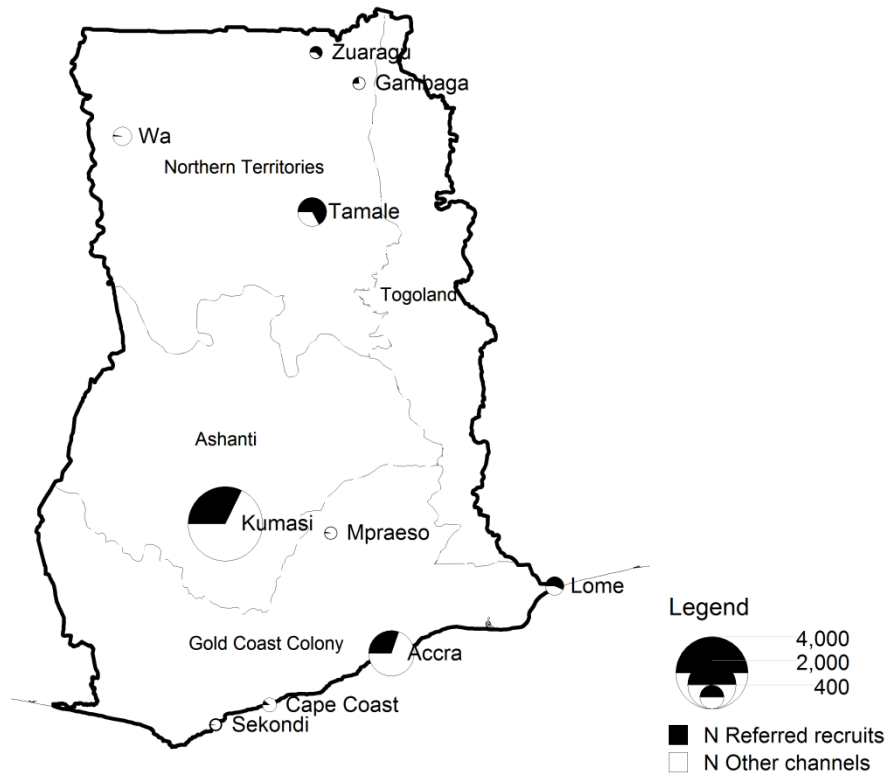 Zuaragu
Gambaga
Wa
Northern Territories
Tamale
Togoland
Ashanti
Kumasi
Mpraeso
Lome
Gold Coast Colony
Accra
Cape Coast
Sekondi
Legend
4,000
2,000
400
N Referred recruits
N Other channels